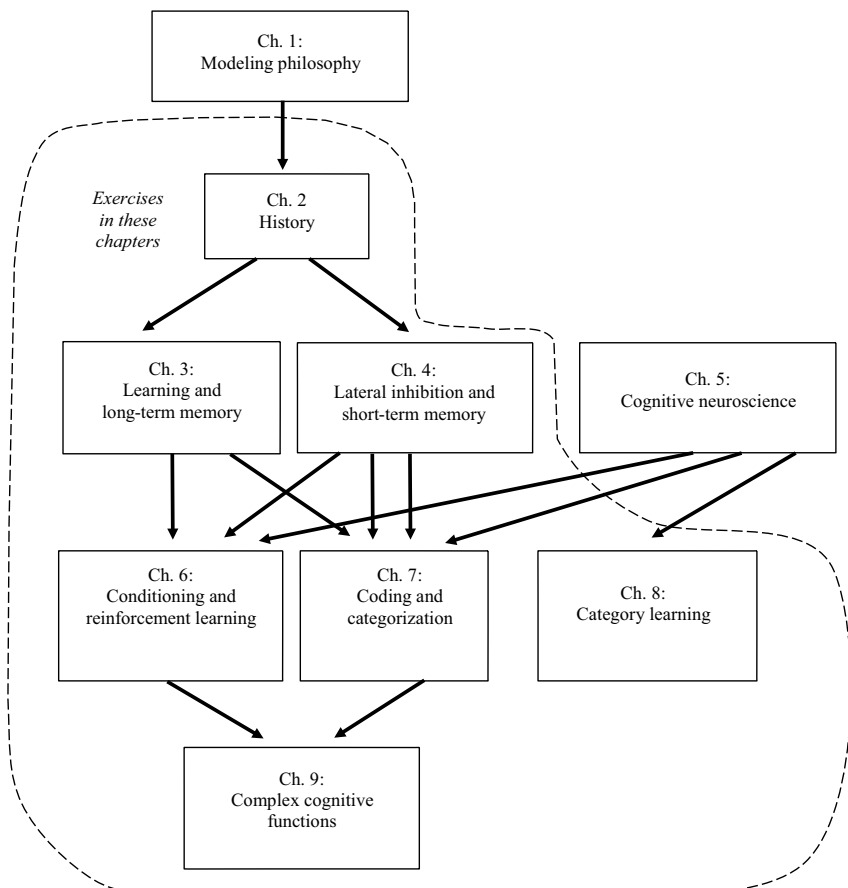 Ch. 1:
Modeling philosophy
Exercises
in these
chapters
Ch. 2
History
Ch. 3:
Learning and
long-term memory
Ch. 4:
Lateral inhibition and
short-term memory
Ch. 5:
Cognitive neuroscience
Ch. 6:
Conditioning and
reinforcement learning
Ch. 7:
Coding and
categorization
Ch. 8:
Category learning
Ch. 9:
Complex cognitive
functions